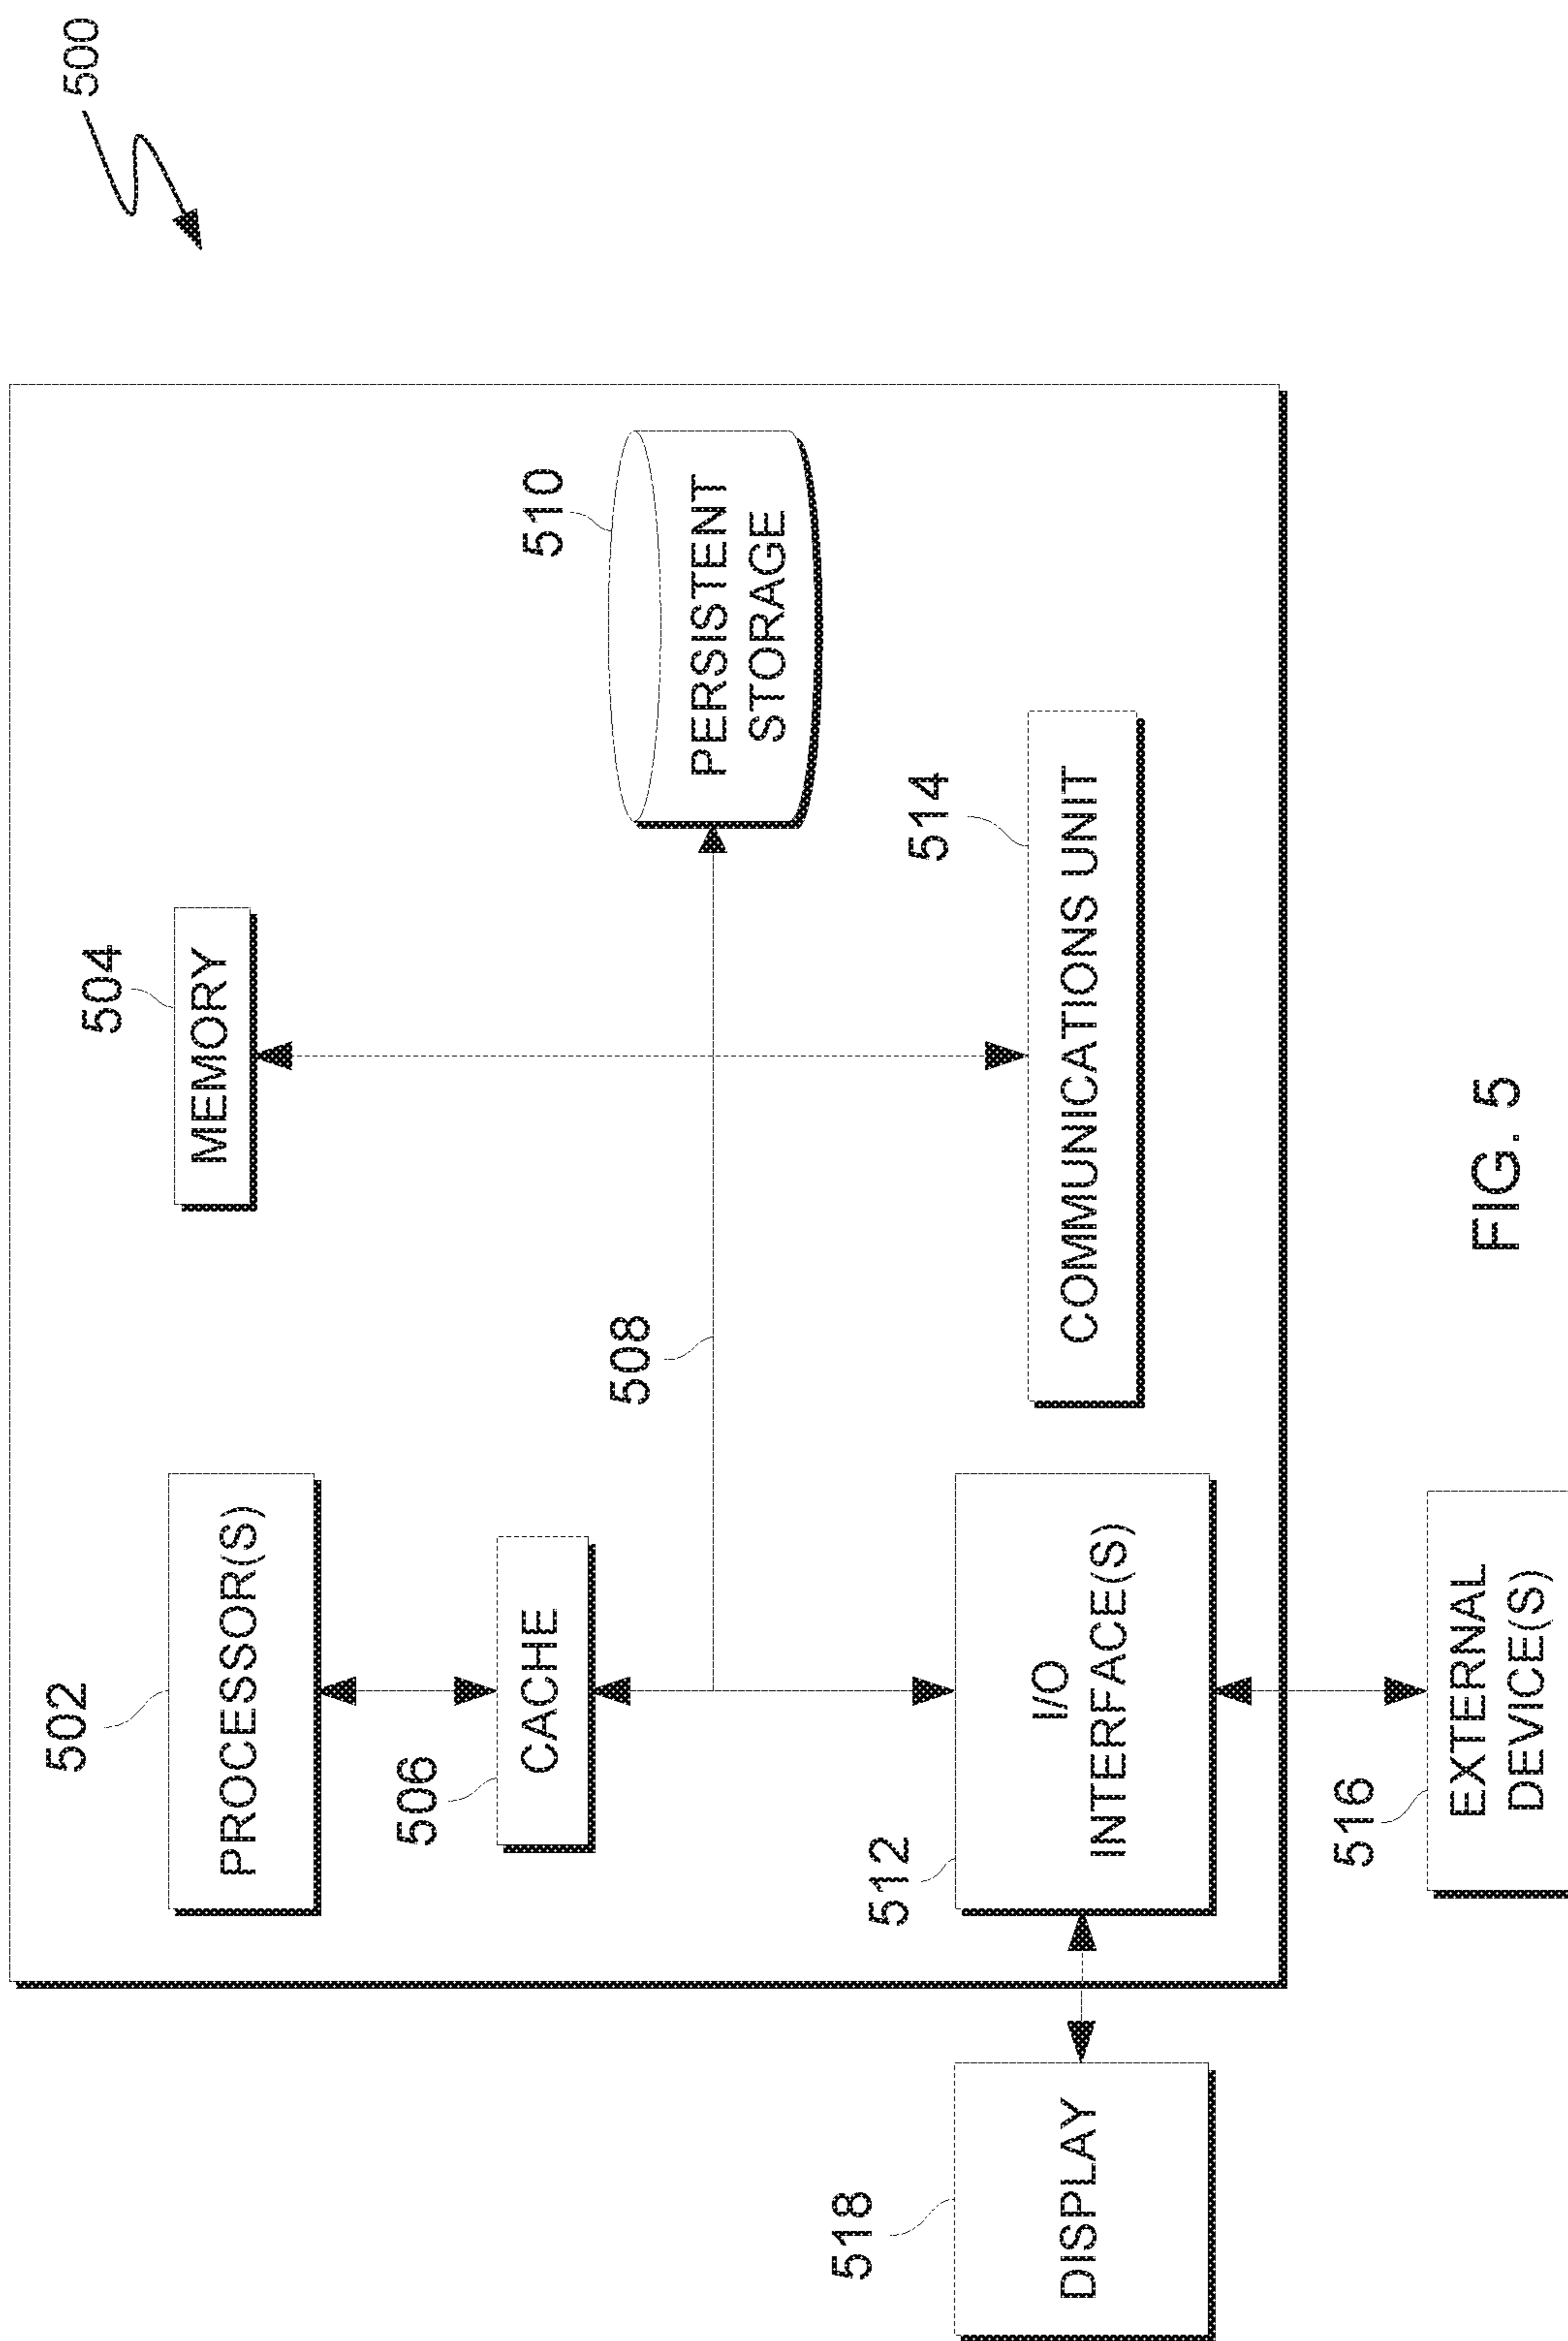 500
502
PROCESSOR(S)
504
MEMORY
506
CACHE
508
510
PERSISTENT
STORAGE
512
I/O
INTERFACE(S)
514
COMMUNICATIONS UNIT
518
DISPLAY
516
EXTERNAL
DEVICE(S)
FIG. 5